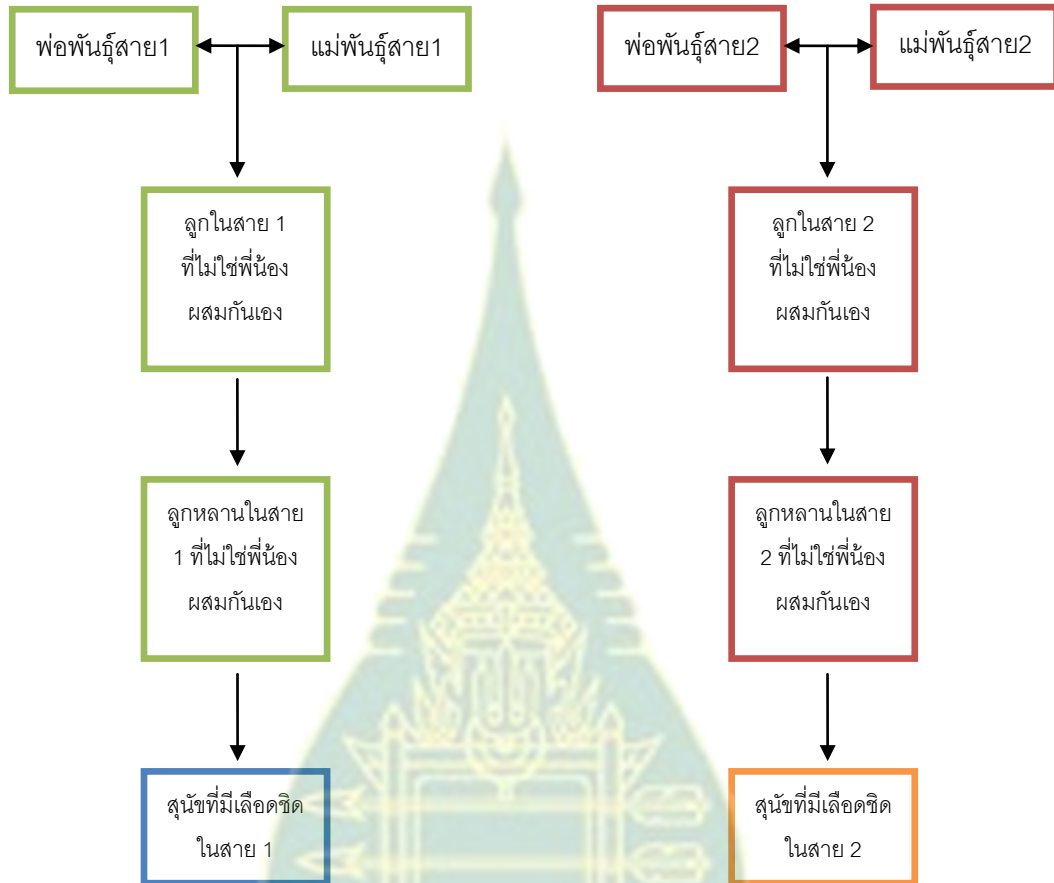 พ่อพันธุ์สาย1
แม่พันธุ์สาย1
พ่อพันธุ์สาย2
แม่พันธุ์สาย2
ลูกในสาย 1
ที่ไม่ใช่พี่น้อง
ผสมกันเอง
ลูกในสาย 2
ที่ไม่ใช่พี่น้อง
ผสมกันเอง
ลูกหลานในสาย
1 ที่ไม่ใช่พี่น้อง
ผสมกันเอง
ลูกหลานในสาย
2 ที่ไม่ใช่พี่น้อง
ผสมกันเอง
สุนัขที่มีเลือดชิด
ในสาย 1
สุนัขที่มีเลือดชิด
ในสาย 2